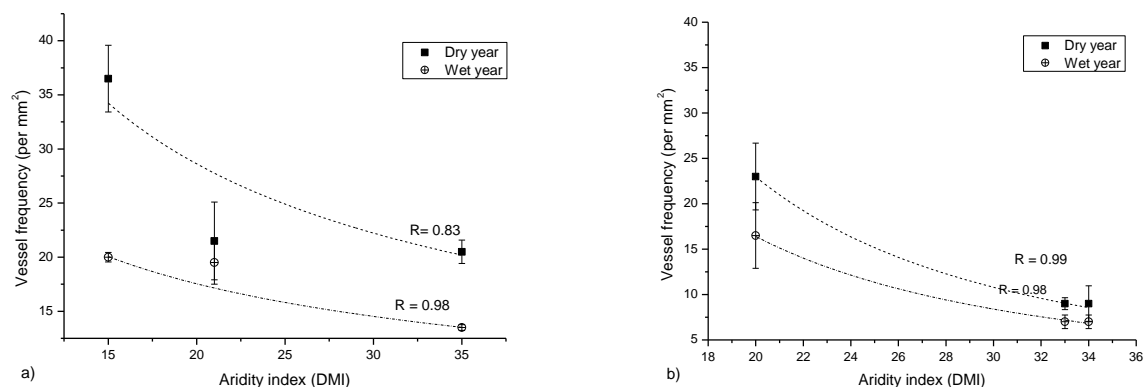 40
35
30
25
20
15
Vessel frequency (per mm²)
Dry year
Wet year
R= 0.83
R = 0.98
15 20 25 30 35
Aridity index (DMI)
a)
40
35
30
25
20
15
10
5
Vessel frequency (per mm²)
Dry year
Wet year
R = 0.99
R = 0.98
18 20 22 24 26 28 30 32 34 36
Aridity index (DMI)
b)